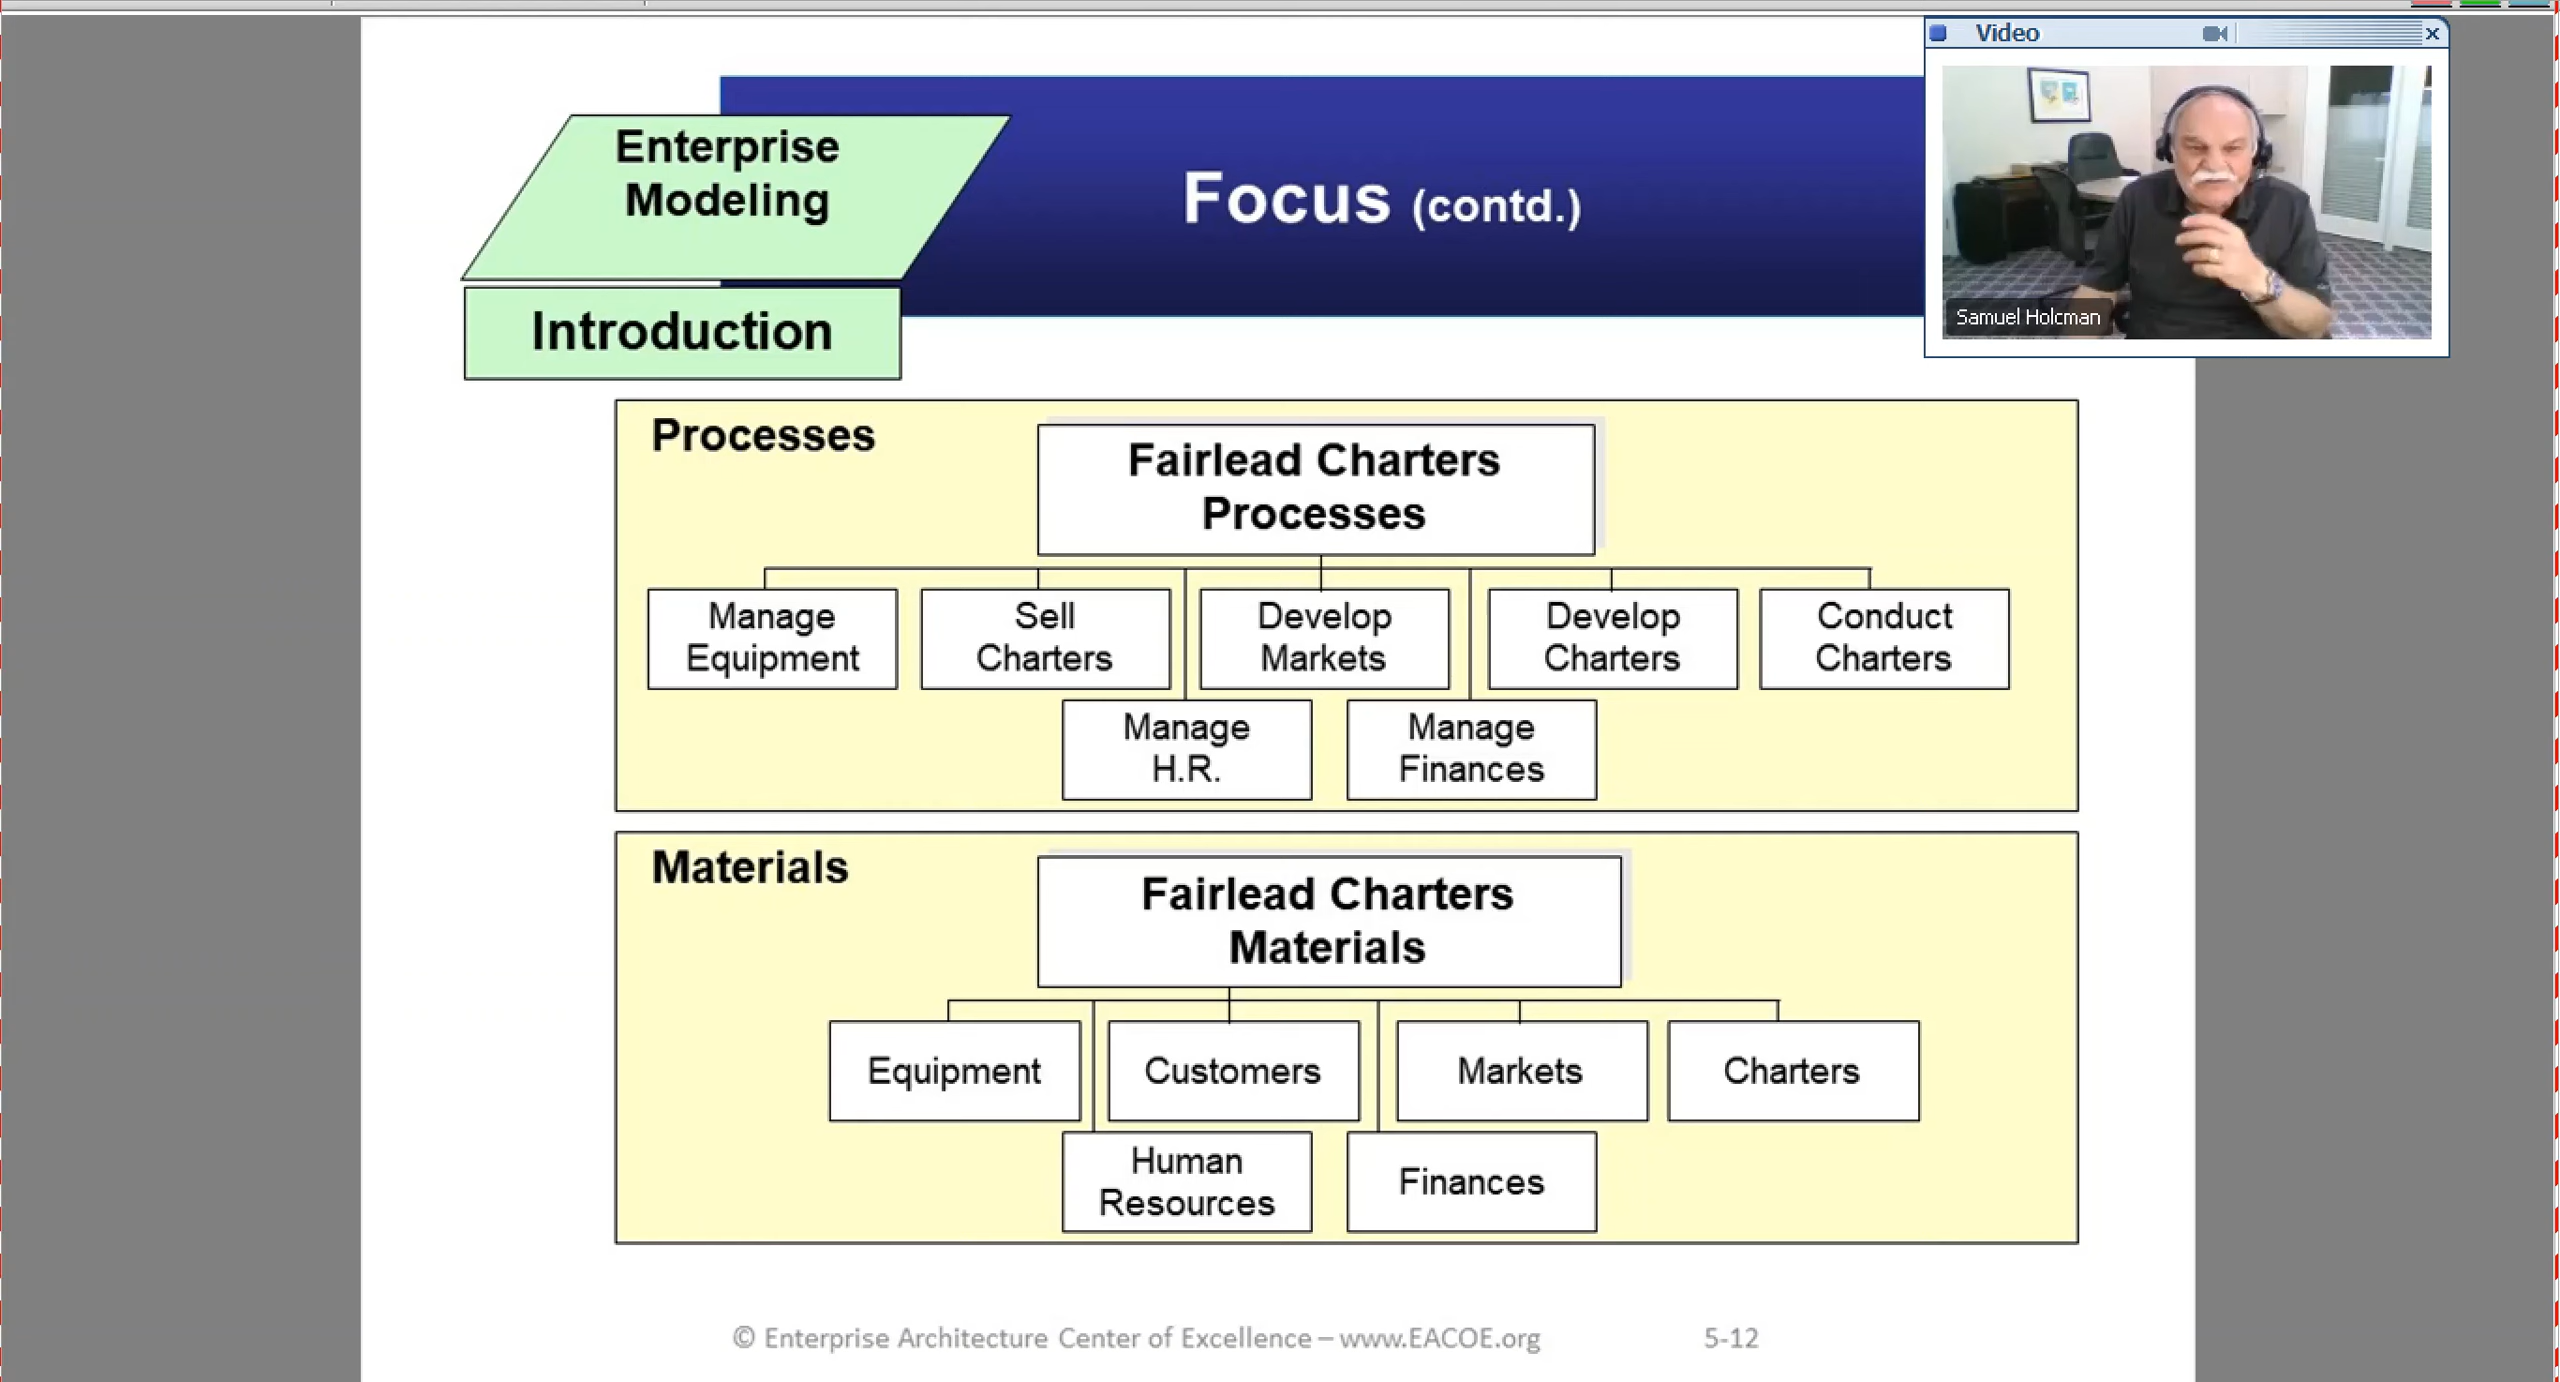 Video
Samuel Holcman
Enterprise
Modeling
Focus (contd.)
Introduction
Processes
Fairlead Charters
Processes
Manage
Equipment
Sell
Charters
Develop
Markets
Develop
Charters
Conduct
Charters
Manage
H.R.
Manage
Finances
Materials
Fairlead Charters
Materials
Equipment
Customers
Markets
Charters
Human
Resources
Finances
© Enterprise Architecture Center of Excellence – www.EACOE.org 5-12